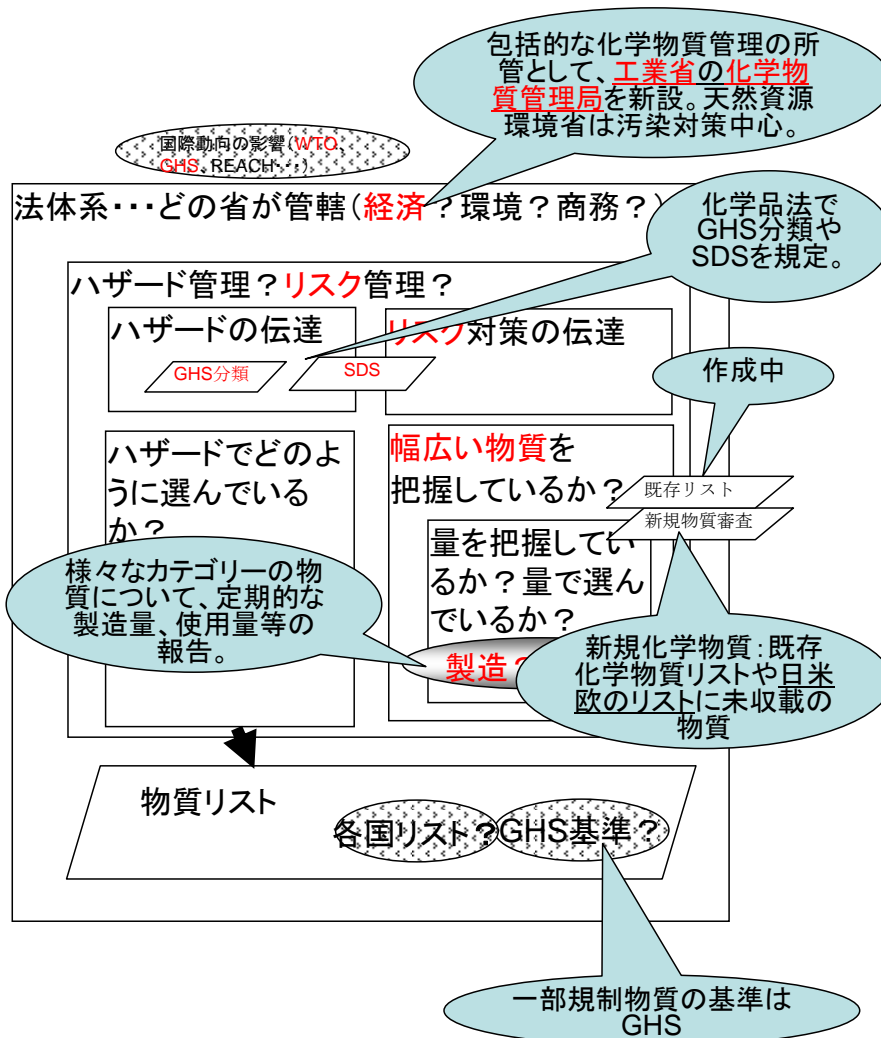 包括的な化学物質管理の所
管として、工業省の化学物
質管理局を新設。天然資源
環境省は汚染対策中心。
国際動向の影響(WTO、
GHS、REACH・・・)
法体系・・・どの省が管轄(経済?環境?商務?)
化学品法で
GHS分類や
SDSを規定。
ハザード管理?リスク管理?
ハザードの伝達
リスク対策の伝達
GHS分類
SDS
作成中
ハザードでどのよ
うに選んでいる
か?
幅広い物質を
把握しているか?
既存リスト
新規物質審査
量を把握してい
るか?量で選ん
でいるか?
様々なカテゴリーの物
質について、定期的な
製造量、使用量等の
報告。
製造?
新規化学物質:既存
化学物質リストや日米
欧のリストに未収載の
物質
物質リスト
各国リスト?
GHS基準?
一部規制物質の基準は
GHS